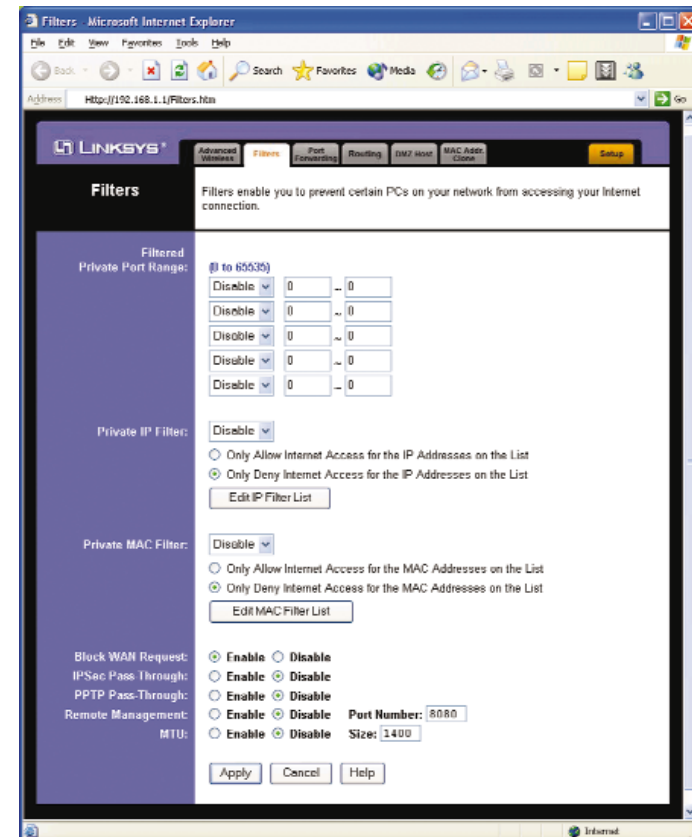 Filters - Microsoft Internet Explorer
File Edit View Favorites Tools Help
Back Search Favorites Media
Address Http://192.168.1.1/Filters.htm Go
LINKSYS®
Advanced Wireless Filters Port Forwarding Routing DMZ Host MAC Addr. Clone Setup
Filters
Filters enable you to prevent certain PCs on your network from accessing your Internet
connection.
Filtered
Private Port Range:
(0 to 65535)
Disable 0 ~ 0
Disable 0 ~ 0
Disable 0 ~ 0
Disable 0 ~ 0
Disable 0 ~ 0
Private IP Filter: Disable
Only Allow Internet Access for the IP Addresses on the List
Only Deny Internet Access for the IP Addresses on the List
Edit IP Filter List
Private MAC Filter: Disable
Only Allow Internet Access for the MAC Addresses on the List
Only Deny Internet Access for the MAC Addresses on the List
Edit MAC Filter List
Block WAN Request: Enable Disable
IPSec Pass Through: Enable Disable
PPTP Pass-Through: Enable Disable
Remote Management: Enable Disable Port Number: 8080
MTU: Enable Disable Size: 1400
Apply Cancel Help
Internet